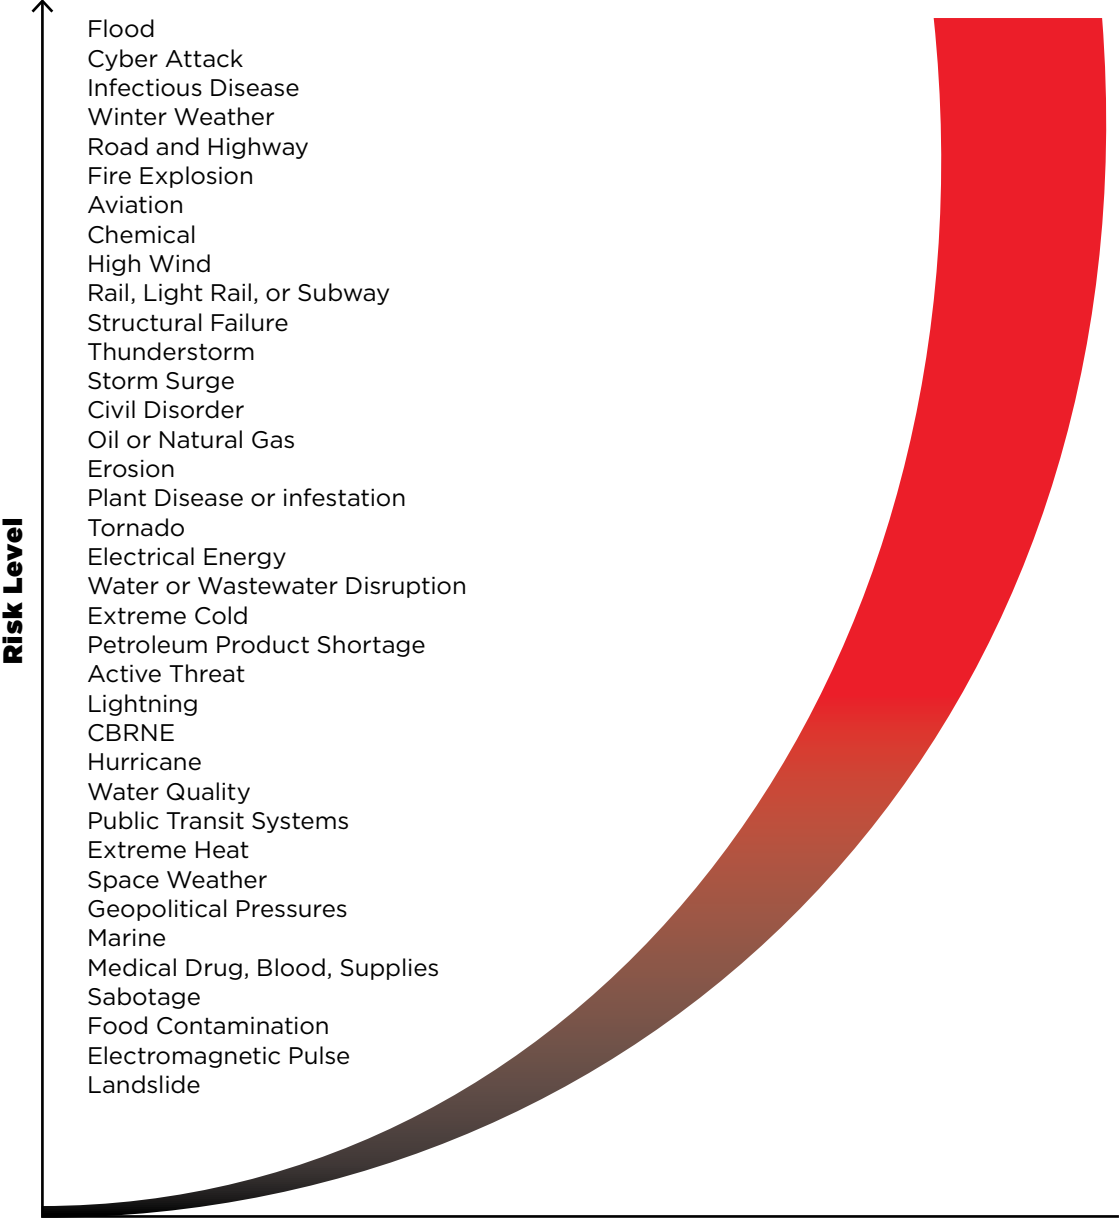 Flood
Cyber Attack
Infectious Disease
Winter Weather
Road and Highway
Fire Explosion
Aviation
Chemical
High Wind
Rail, Light Rail, or Subway
Structural Failure
Thunderstorm
Storm Surge
Civil Disorder
Oil or Natural Gas
Erosion
Plant Disease or infestation
Tornado
Electrical Energy
Water or Wastewater Disruption
Extreme Cold
Petroleum Product Shortage
Active Threat
Lightning
CBRNE
Hurricane
Water Quality
Public Transit Systems
Extreme Heat
Space Weather
Geopolitical Pressures
Marine
Medical Drug, Blood, Supplies
Sabotage
Food Contamination
Electromagnetic Pulse
Landslide
Risk Level